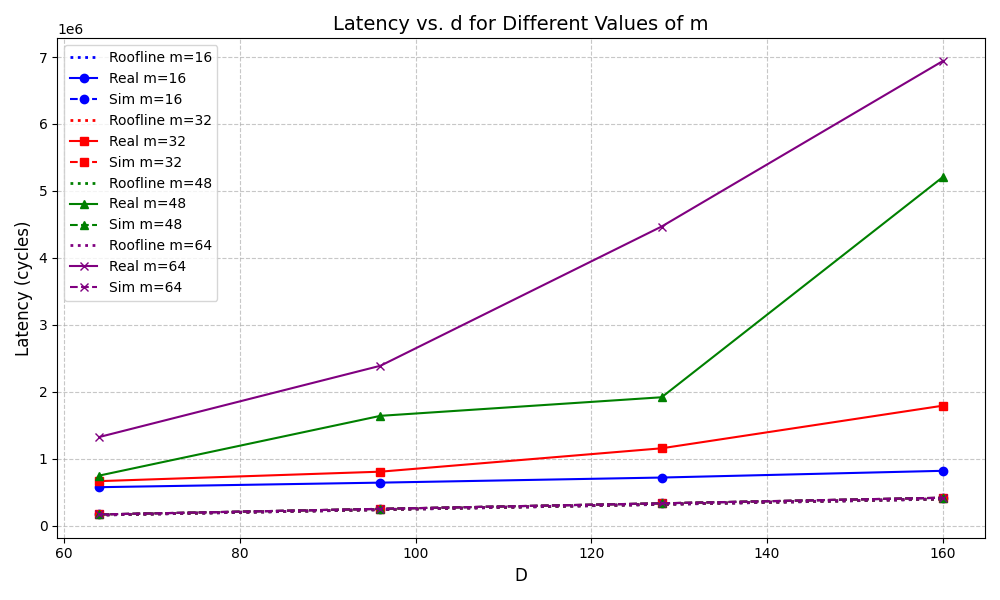 Latency vs. d for Different Values of m
1e6
7
6
5
4
3
2
1
0
Latency (cycles)
Roofline m=16
Real m=16
Sim m=16
Roofline m=32
Real m=32
Sim m=32
Roofline m=48
Real m=48
Sim m=48
Roofline m=64
Real m=64
Sim m=64
60 80 100 120 140 160
D